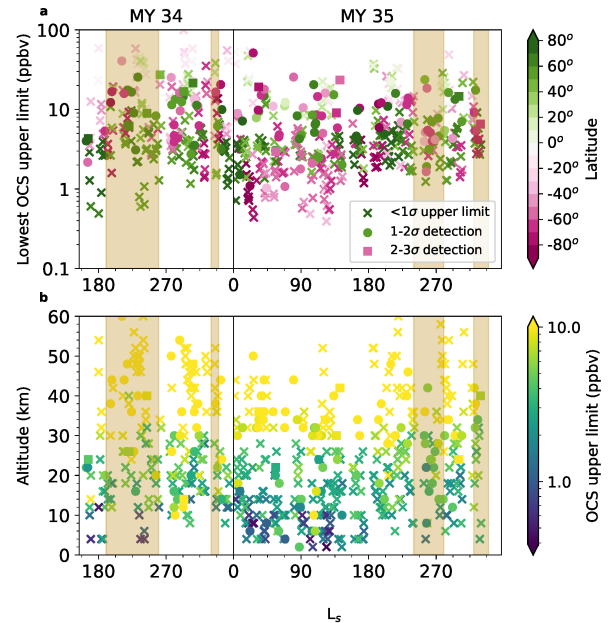 a
MY 34
MY 35
Lowest OCS upper limit (ppbv)
100
10
1
0.1
<1σ upper limit
1-2σ detection
2-3σ detection
180
270
0
90
180
270
80°
60°
40°
20°
0°
-20°
-40°
-60°
-80°
Latitude
b
Altitude (km)
60
50
40
30
20
10
0
180
270
0
90
180
270
L_s
10.0
1.0
OCS upper limit (ppbv)